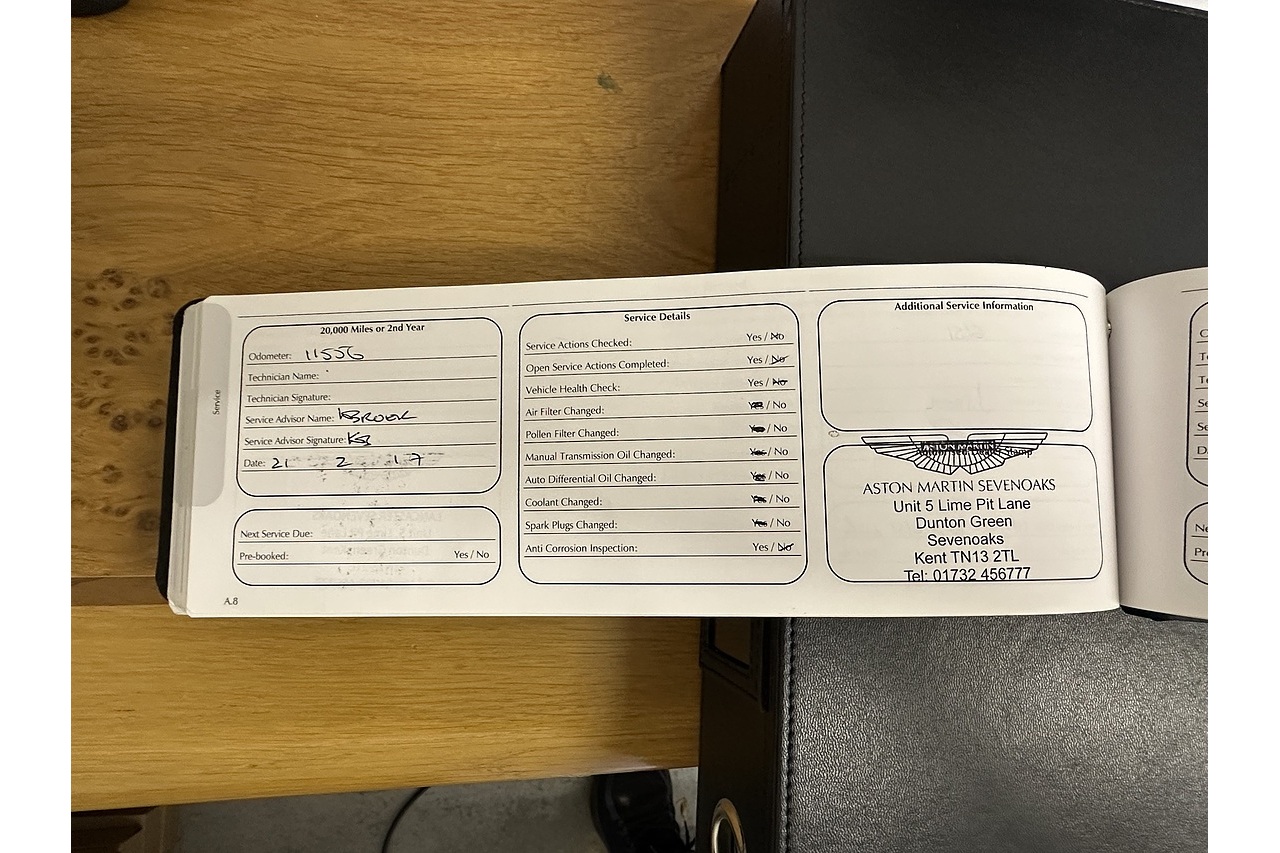 Service
20,000 Miles or 2nd Year
Odometer: 11556
Technician Name:
Technician Signature:
Service Advisor Name: KBROOK
Service Advisor Signature:
Date: 21 2 17
Next Service Due:
Pre-booked: Yes / No
A.8
Service Details
Service Actions Checked: Yes / No
Open Service Actions Completed: Yes / No
Vehicle Health Check: Yes / No
Air Filter Changed: Yes / No
Pollen Filter Changed: Yes / No
Manual Transmission Oil Changed: Yes / No
Auto Differential Oil Changed: Yes / No
Coolant Changed: Yes / No
Spark Plugs Changed: Yes / No
Anti Corrosion Inspection: Yes / No
Additional Service Information
ASTON MARTIN
Stamp
ASTON MARTIN SEVENOAKS
Unit 5 Lime Pit Lane
Dunton Green
Sevenoaks
Kent TN13 2TL
Tel: 01732 456777